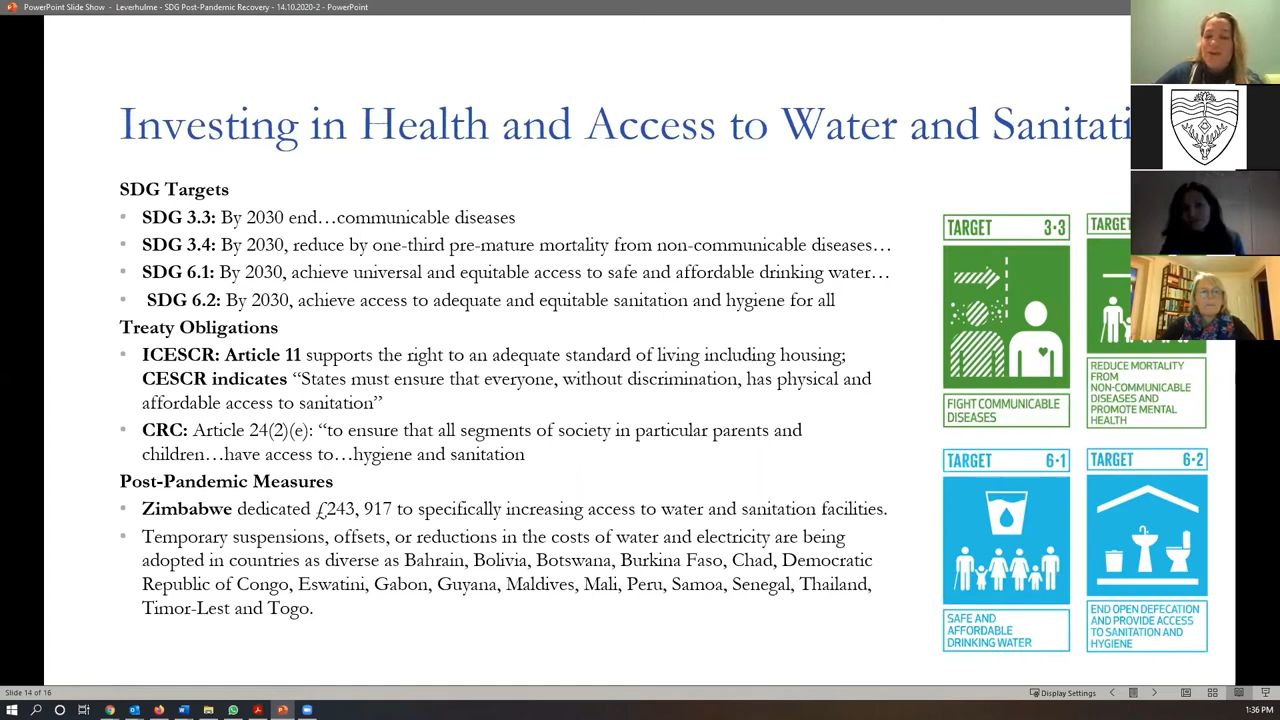 PowerPoint Slide Show - Leverhulme - SDG Post-Pandemic Recovery - 14.10.2020-2 - PowerPoint
Investing in Health and Access to Water and Sanitati
SDG Targets
SDG 3.3: By 2030 end…communicable diseases
SDG 3.4: By 2030, reduce by one-third pre-mature mortality from non-communicable diseases…
SDG 6.1: By 2030, achieve universal and equitable access to safe and affordable drinking water…
SDG 6.2: By 2030, achieve access to adequate and equitable sanitation and hygiene for all
Treaty Obligations
ICESCR: Article 11 supports the right to an adequate standard of living including housing;
CESCR indicates “States must ensure that everyone, without discrimination, has physical and
affordable access to sanitation”
CRC: Article 24(2)(e): “to ensure that all segments of society in particular parents and
children…have access to…hygiene and sanitation
Post-Pandemic Measures
Zimbabwe dedicated £243, 917 to specifically increasing access to water and sanitation facilities.
Temporary suspensions, offsets, or reductions in the costs of water and electricity are being
adopted in countries as diverse as Bahrain, Bolivia, Botswana, Burkina Faso, Chad, Democratic
Republic of Congo, Eswatini, Gabon, Guyana, Maldives, Mali, Peru, Samoa, Senegal, Thailand,
Timor-Lest and Togo.
TARGET 3·3
FIGHT COMMUNICABLE
DISEASES
TARGET
REDUCE MORTALITY
FROM
NON-COMMUNICABLE
DISEASES AND
PROMOTE MENTAL
HEALTH
TARGET 6·1
SAFE AND
AFFORDABLE
DRINKING WATER
TARGET 6·2
END OPEN DEFECATION
AND PROVIDE ACCESS
TO SANITATION AND
HYGIENE
Slide 14 of 16
Display Settings
1:36 PM